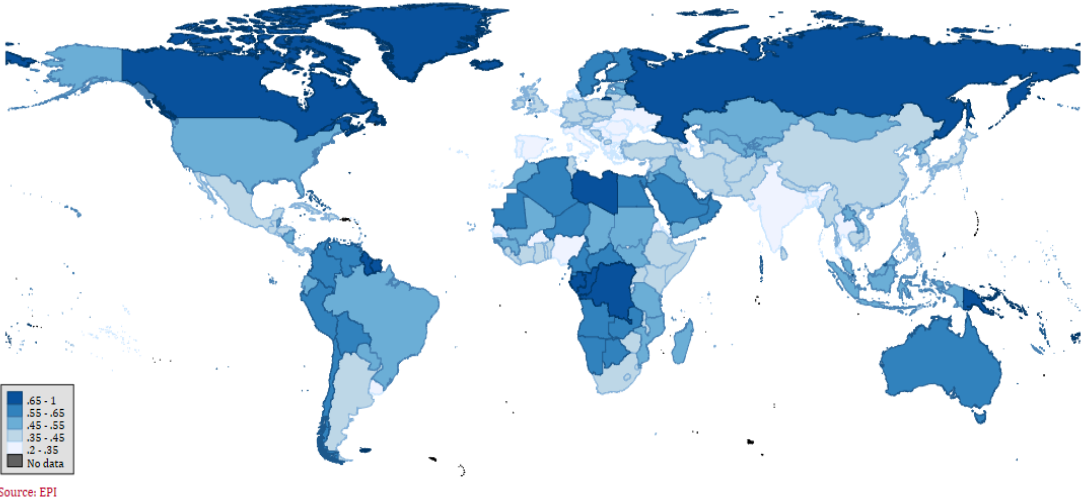 .65 - 1
.55 - .65
.45 - .55
.35 - .45
.2 - .35
No data
Source: EPI